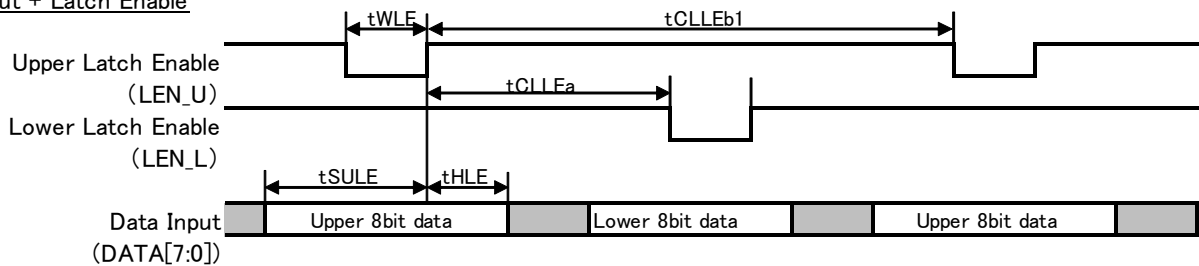 + Latch Enable
tWLE
tCLLEb1
Upper Latch Enable
(LEN_U)
tCLLEa
Lower Latch Enable
(LEN_L)
tSULE
tHLE
Data Input
Upper 8bit data
Lower 8bit data
Upper 8bit data
(DATA[7:0])